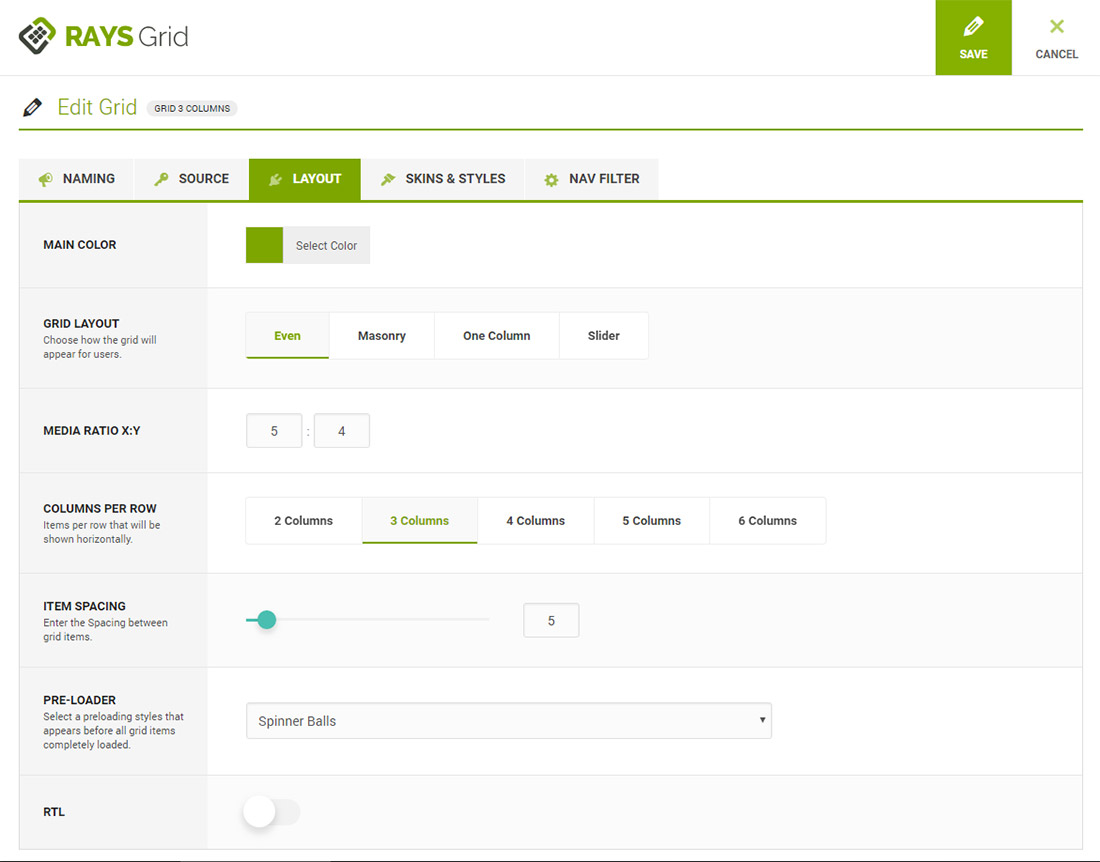 RAYS Grid
SAVE
CANCEL
Edit Grid GRID 3 COLUMNS
NAMING SOURCE LAYOUT SKINS & STYLES NAV FILTER
MAIN COLOR
Select Color
GRID LAYOUT
Choose how the grid will
appear for users.
Even Masonry One Column Slider
MEDIA RATIO X:Y
5 : 4
COLUMNS PER ROW
Items per row that will be
shown horizontally.
2 Columns 3 Columns 4 Columns 5 Columns 6 Columns
ITEM SPACING
Enter the Spacing between
grid items.
5
PRE-LOADER
Select a preloading styles that
appears before all grid items
completely loaded.
Spinner Balls
RTL